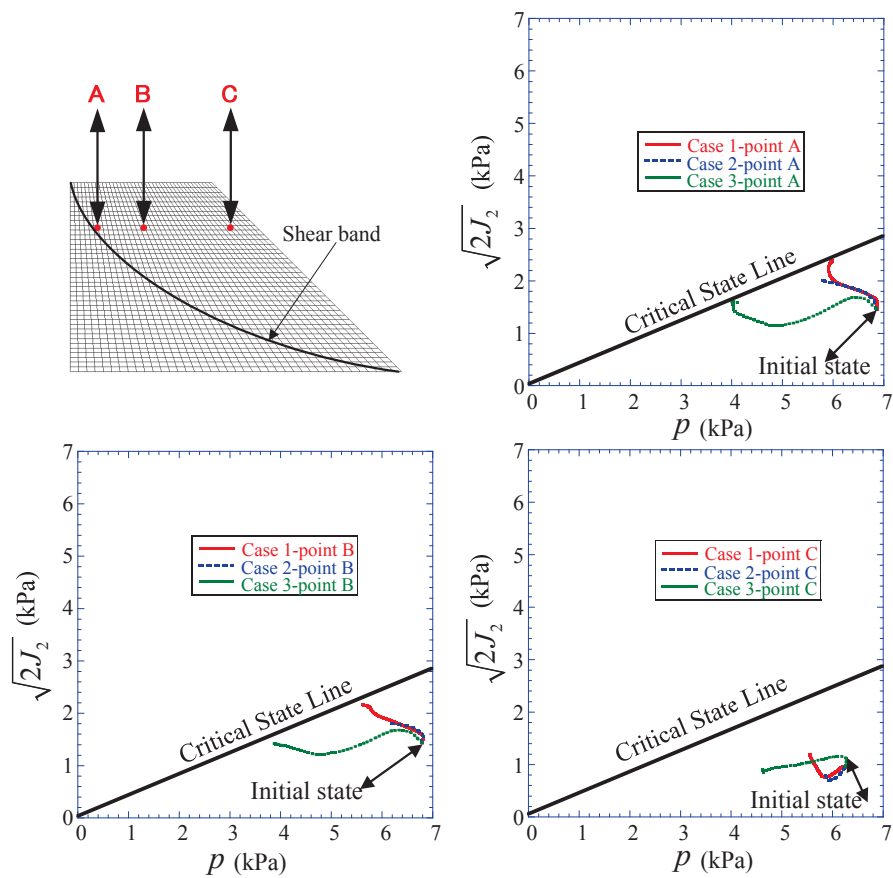 A B C
Shear band
7
6
5
4
3
2
1
0
√2J₂ (kPa)
Case 1-point A
Case 2-point A
Case 3-point A
Critical State Line
Initial state
0 1 2 3 4 5 6 7
p (kPa)
7
6
5
4
3
2
1
0
√2J₂ (kPa)
Case 1-point B
Case 2-point B
Case 3-point B
Critical State Line
Initial state
0 1 2 3 4 5 6 7
p (kPa)
7
6
5
4
3
2
1
0
√2J₂ (kPa)
Case 1-point C
Case 2-point C
Case 3-point C
Critical State Line
Initial state
0 1 2 3 4 5 6 7
p (kPa)